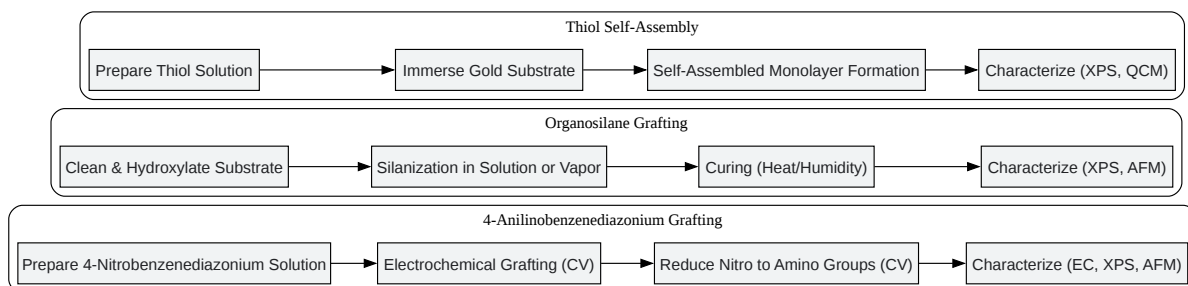 Thiol Self-Assembly
Prepare Thiol Solution
Immerse Gold Substrate
Self-Assembled Monolayer Formation
Characterize (XPS, QCM)
Organosilane Grafting
Clean & Hydroxylate Substrate
Silanization in Solution or Vapor
Curing (Heat/Humidity)
Characterize (XPS, AFM)
4-Anilinobenzenediazonium Grafting
Prepare 4-Nitrobenzenediazonium Solution
Electrochemical Grafting (CV)
Reduce Nitro to Amino Groups (CV)
Characterize (EC, XPS, AFM)